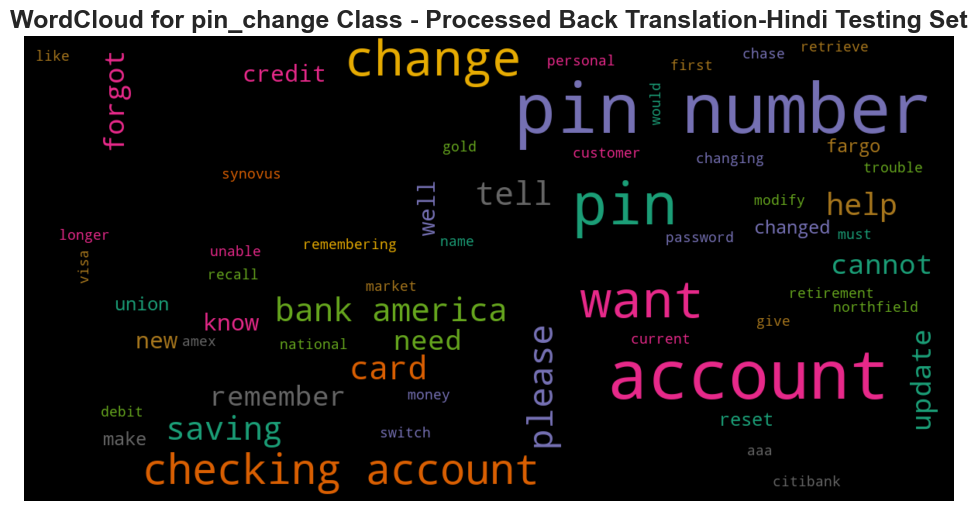 WordCloud for pin_change Class - Processed Back Translation-Hindi Testing Set
like
forgot
credit
change
personal
first
chase
retrieve
would
pin number
gold
customer
changing
fargo
trouble
synovus
well
tell
pin
modify
help
longer
unable
remembering
name
password
changed
must
visa
recall
market
cannot
union
know
bank america
want
retirement
northfield
new
amex
national
need
please
current
give
update
card
account
remember
money
debit
saving
switch
reset
make
checking account
aaa
citibank